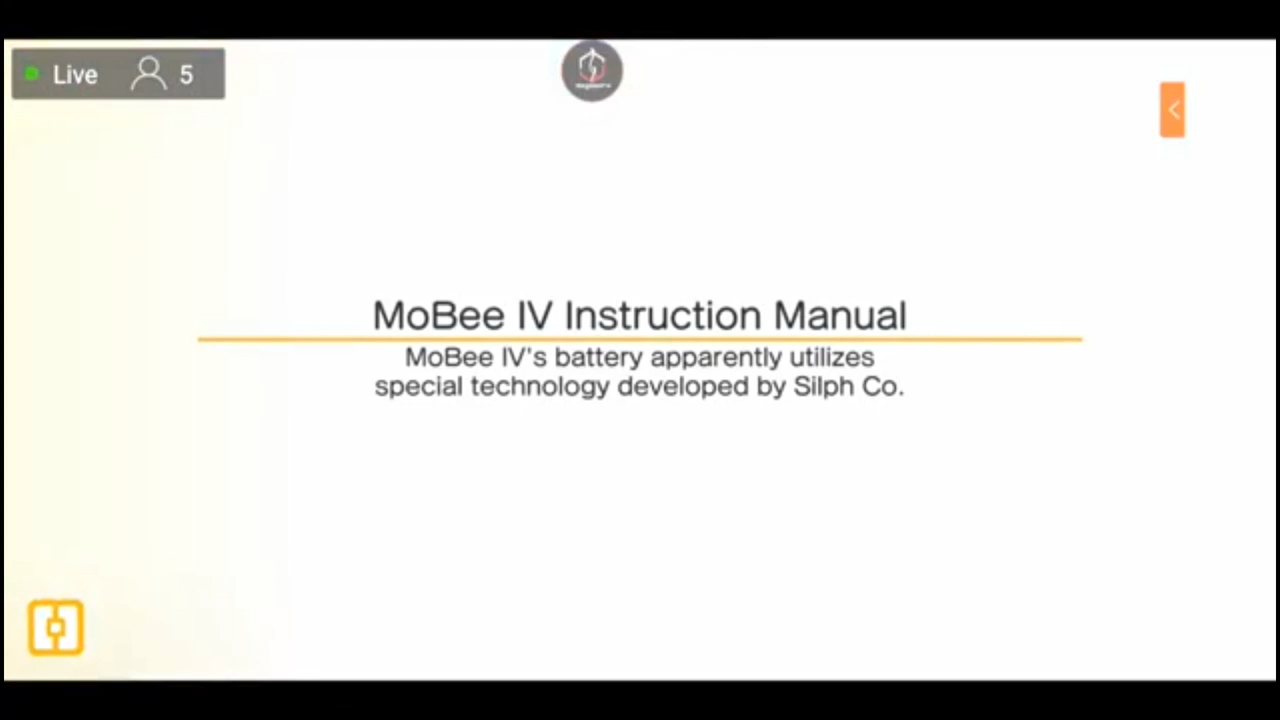 Live 5
MoBee IV Instruction Manual
MoBee IV's battery apparently utilizes
special technology developed by Silph Co.